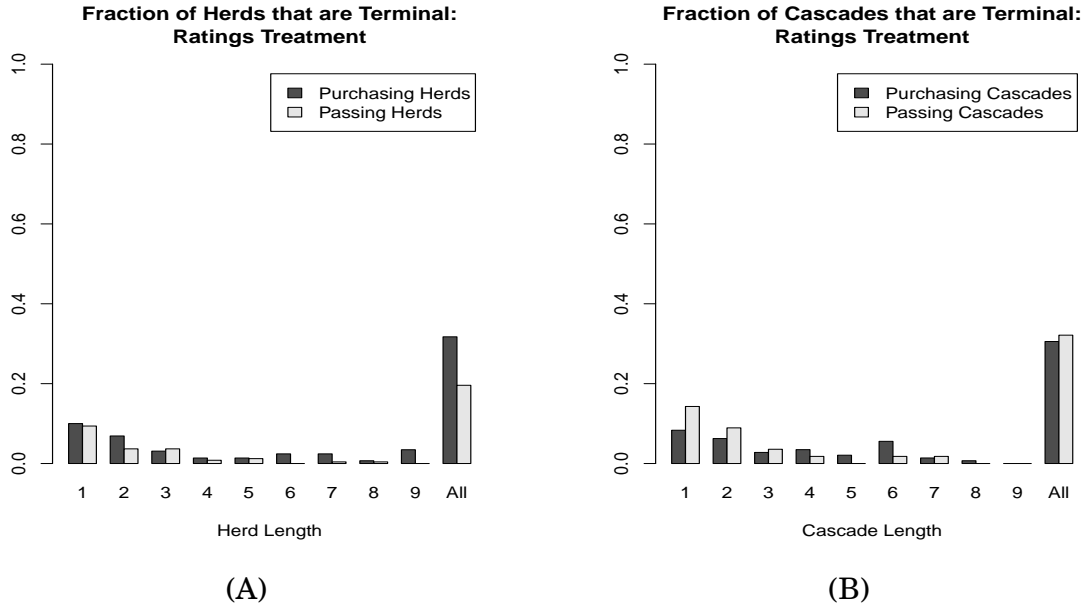 Fraction of Herds that are Terminal:
Ratings Treatment
1.0
0.8
0.6
0.4
0.2
0.0
Purchasing Herds
Passing Herds
1 2 3 4 5 6 7 8 9 All
Herd Length
(A)
Fraction of Cascades that are Terminal:
Ratings Treatment
1.0
0.8
0.6
0.4
0.2
0.0
Purchasing Cascades
Passing Cascades
1 2 3 4 5 6 7 8 9 All
Cascade Length
(B)